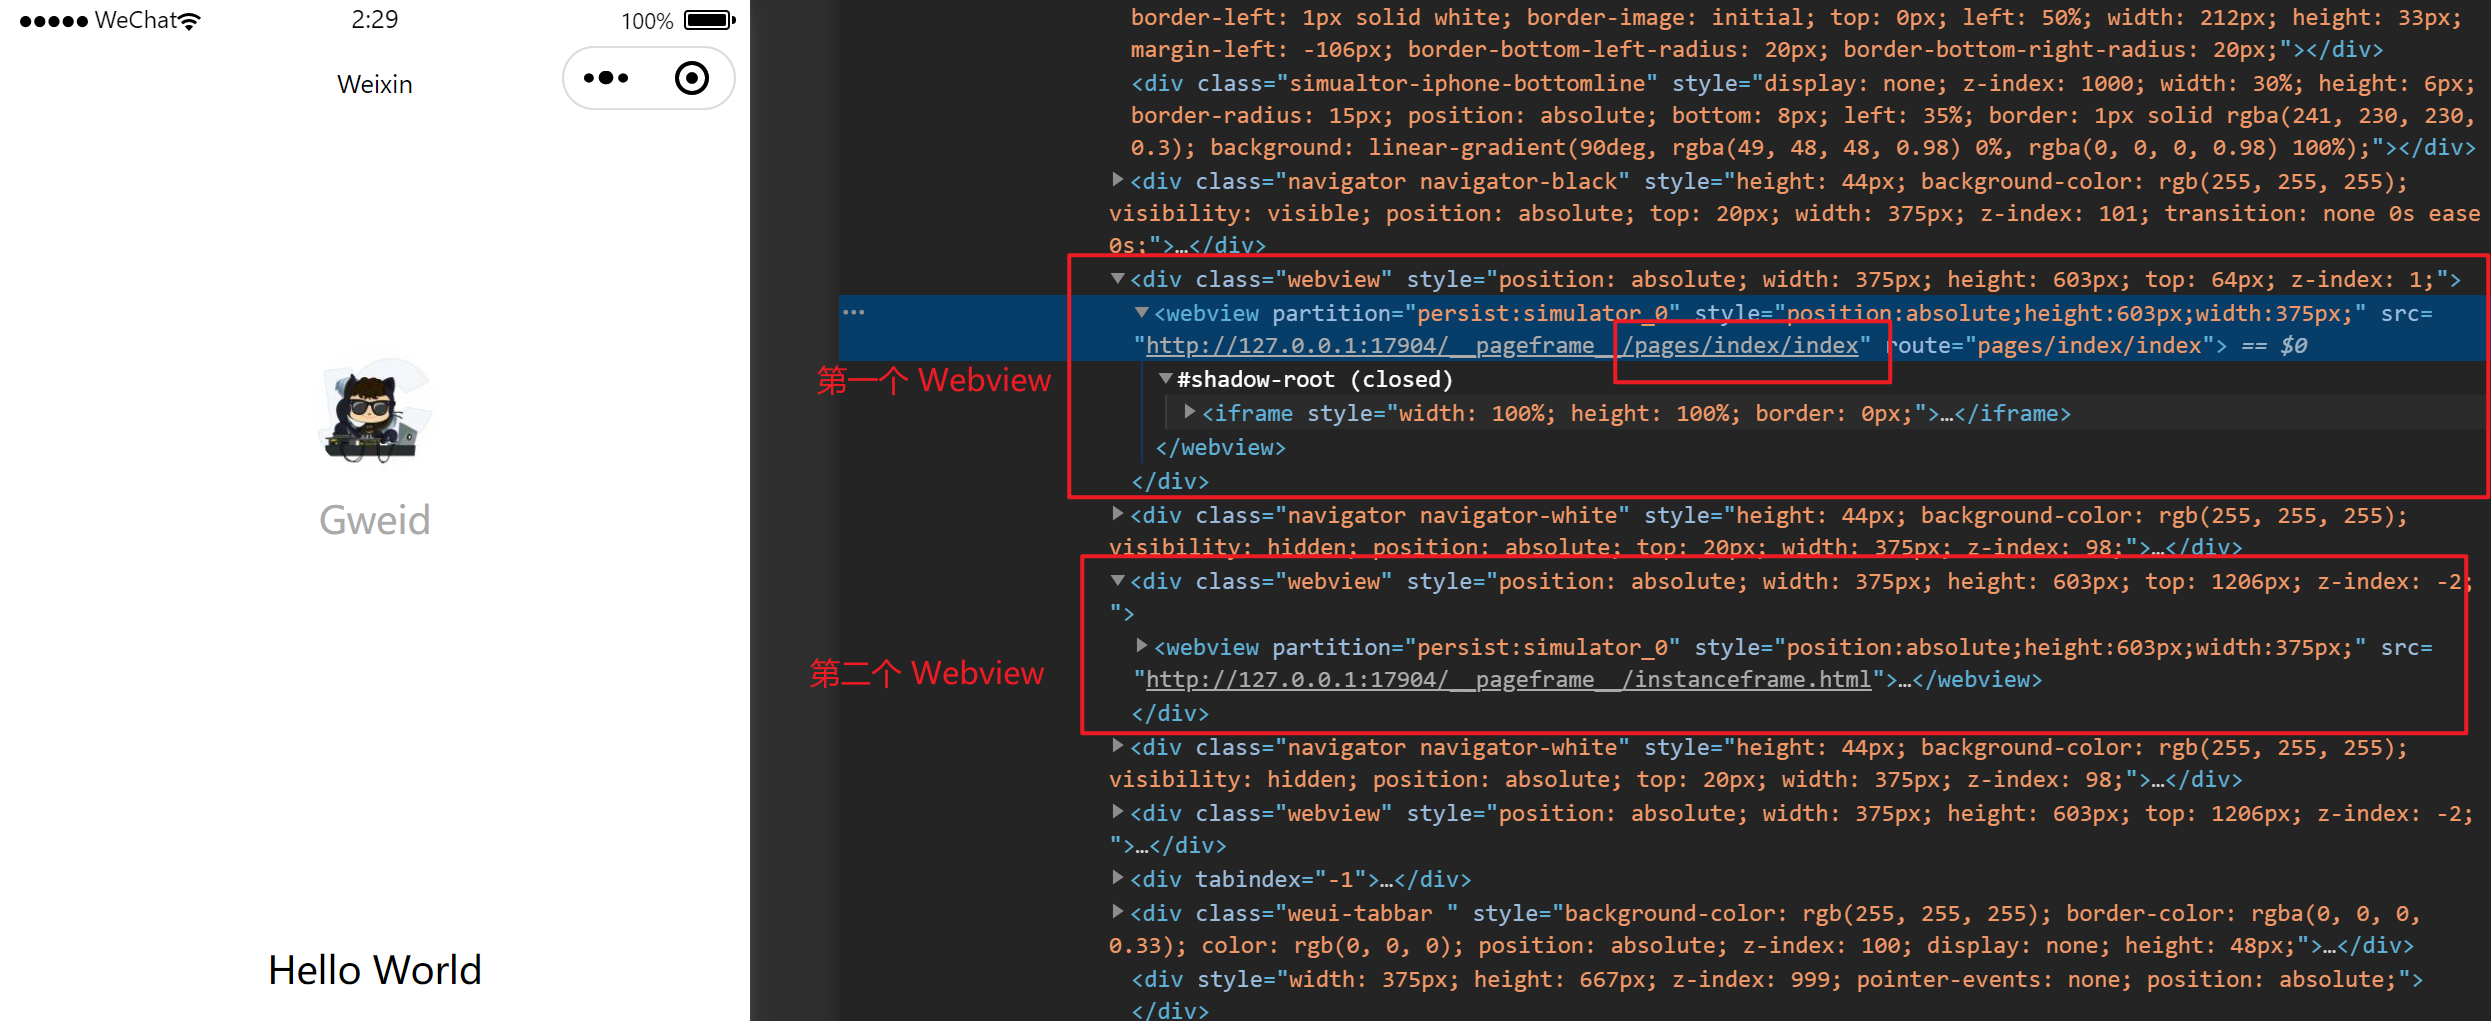 ●●●●● WeChat
2:29
100%
Weixin
Gweid
Hello World
border-left: 1px solid white; border-image: initial; top: 0px; left: 50%; width: 212px; height: 33px;
margin-left: -106px; border-bottom-left-radius: 20px; border-bottom-right-radius: 20px;"></div>
<div class="simualtor-iphone-bottomline" style="display: none; z-index: 1000; width: 30%; height: 6px;
border-radius: 15px; position: absolute; bottom: 8px; left: 35%; border: 1px solid rgba(241, 230, 230,
0.3); background: linear-gradient(90deg, rgba(49, 48, 48, 0.98) 0%, rgba(0, 0, 0, 0.98) 100%);"></div>
▶<div class="navigator navigator-black" style="height: 44px; background-color: rgb(255, 255, 255);
visibility: visible; position: absolute; top: 20px; width: 375px; z-index: 101; transition: none 0s ease
0s;">…</div>
▼<div class="webview" style="position: absolute; width: 375px; height: 603px; top: 64px; z-index: 1;">
▼<webview partition="persist:simulator_0" style="position:absolute;height:603px;width:375px;" src=
"http://127.0.0.1:17904/__pageframe__/pages/index/index" route="pages/index/index"> == $0
第一个 Webview
▼#shadow-root (closed)
▶<iframe style="width: 100%; height: 100%; border: 0px;">…</iframe>
</webview>
</div>
▶<div class="navigator navigator-white" style="height: 44px; background-color: rgb(255, 255, 255);
visibility: hidden; position: absolute; top: 20px; width: 375px; z-index: 98;">…</div>
▼<div class="webview" style="position: absolute; width: 375px; height: 603px; top: 1206px; z-index: -2;
">
▶<webview partition="persist:simulator_0" style="position:absolute;height:603px;width:375px;" src=
"http://127.0.0.1:17904/__pageframe__/instanceframe.html">…</webview>
第二个 Webview
</div>
▶<div class="navigator navigator-white" style="height: 44px; background-color: rgb(255, 255, 255);
visibility: hidden; position: absolute; top: 20px; width: 375px; z-index: 98;">…</div>
▶<div class="webview" style="position: absolute; width: 375px; height: 603px; top: 1206px; z-index: -2;
">…</div>
▶<div tabindex="-1">…</div>
▶<div class="weui-tabbar " style="background-color: rgb(255, 255, 255); border-color: rgba(0, 0, 0,
0.33); color: rgb(0, 0, 0); position: absolute; z-index: 100; display: none; height: 48px;">…</div>
<div style="width: 375px; height: 667px; z-index: 999; pointer-events: none; position: absolute;">
</div>